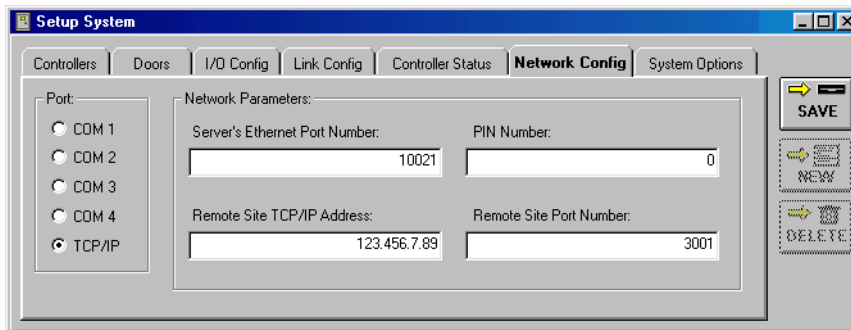 Setup System
Controllers Doors I/O Config Link Config Controller Status Network Config System Options
Port:
COM 1
COM 2
COM 3
COM 4
TCP/IP
Network Parameters:
Server's Ethernet Port Number: PIN Number:
10021 0
Remote Site TCP/IP Address: Remote Site Port Number:
123.456.7.89 3001
SAVE
NEW
DELETE